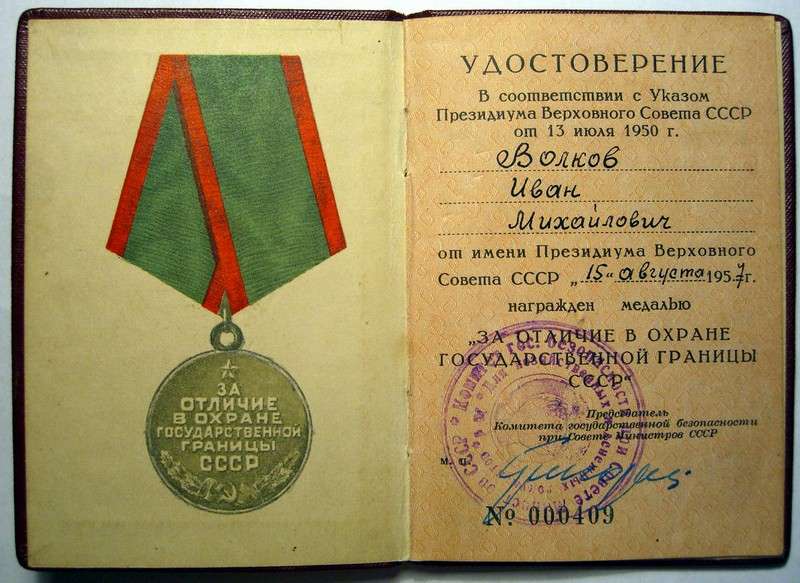 ЗА
ОТЛИЧИЕ
В ОХРАНЕ
ГОСУДАРСТВЕННОЙ
ГРАНИЦЫ
СССР
УДОСТОВЕРЕНИЕ
В соответствии с Указом
Президиума Верховного Совета СССР
от 13 июля 1950 г.
Волков
Иван
Михайлович
от имени Президиума Верховного
Совета СССР „15" августа 1957 г.
награжден медалью
„ЗА ОТЛИЧИЕ В ОХРАНЕ
ГОСУДАРСТВЕННОЙ ГРАНИЦЫ
СССР"
Председатель
Комитета государственной безопасности
при Совете Министров СССР
м. п.
№ 000409